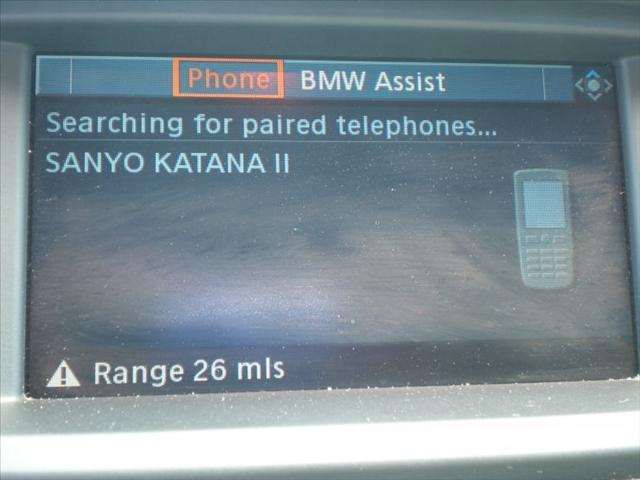 Phone BMW Assist
Searching for paired telephones...
SANYO KATANA II
Range 26 mls